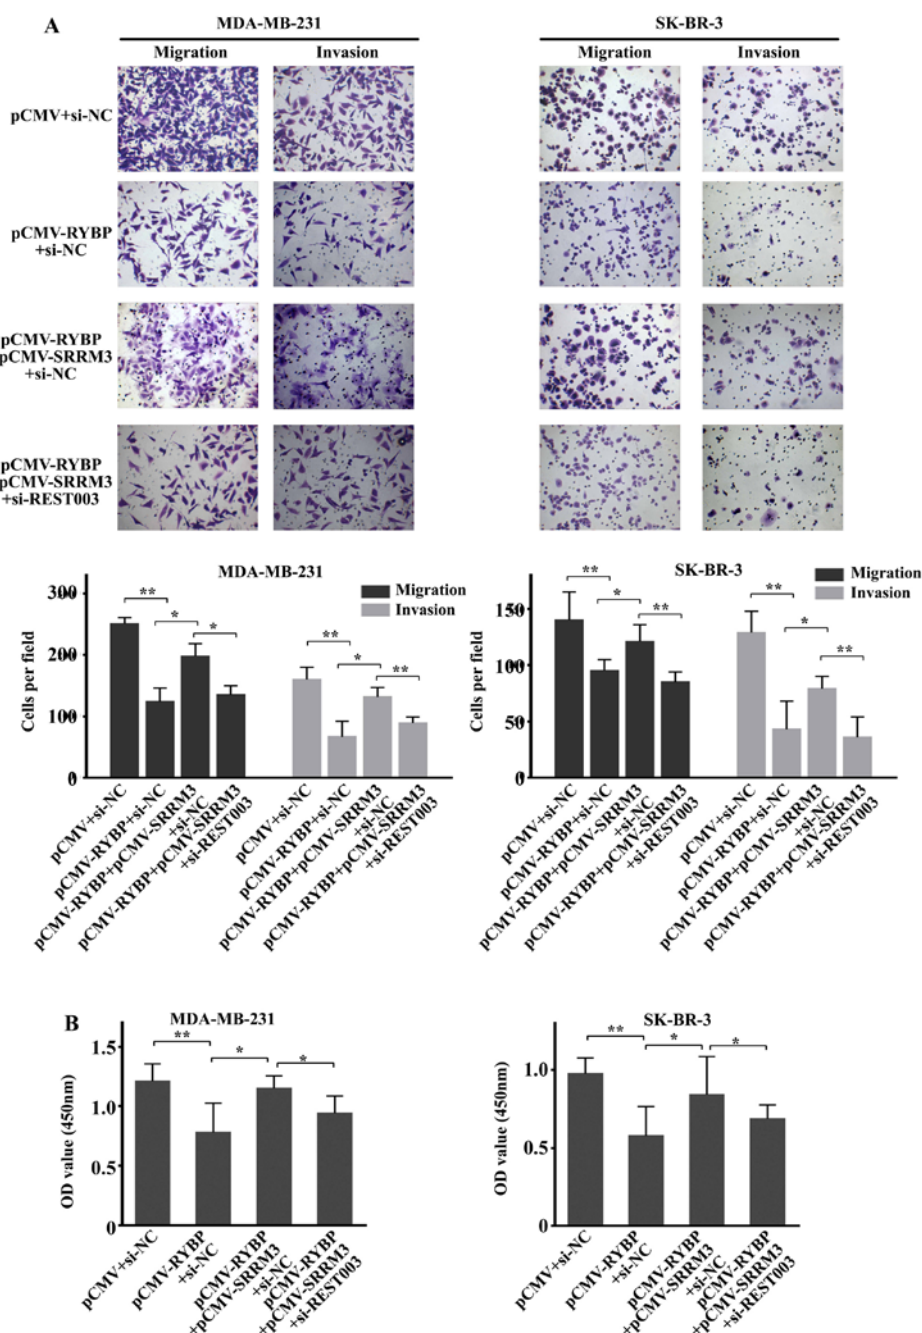 A
MDA-MB-231
SK-BR-3
Migration
Invasion
Migration
Invasion
pCMV+si-NC
pCMV-RYBP
+si-NC
pCMV-RYBP
pCMV-SRRM3
+si-NC
pCMV-RYBP
pCMV-SRRM3
+si-REST003
MDA-MB-231
Migration
Invasion
Cells per field
300
200
100
0
**
*
*
**
*
**
pCMV+si-NC
pCMV-RYBP+si-NC
pCMV-RYBP+pCMV-SRRM3
+si-NC
pCMV-RYBP+pCMV-SRRM3
+si-REST003
pCMV+si-NC
pCMV-RYBP+si-NC
pCMV-RYBP+pCMV-SRRM3
+si-NC
pCMV-RYBP+pCMV-SRRM3
+si-REST003
SK-BR-3
Migration
Invasion
Cells per field
150
100
50
0
**
*
**
**
*
**
pCMV+si-NC
pCMV-RYBP+si-NC
pCMV-RYBP+pCMV-SRRM3
+si-NC
pCMV-RYBP+pCMV-SRRM3
+si-REST003
pCMV+si-NC
pCMV-RYBP+si-NC
pCMV-RYBP+pCMV-SRRM3
+si-NC
pCMV-RYBP+pCMV-SRRM3
+si-REST003
B
MDA-MB-231
OD value (450nm)
1.5
1.0
0.5
0
**
*
*
pCMV+si-NC
pCMV-RYBP
+si-NC
pCMV-RYBP
+pCMV-SRRM3
+si-NC
pCMV-RYBP
+pCMV-SRRM3
+si-REST003
SK-BR-3
OD value (450nm)
1.0
0.5
0
**
*
*
pCMV+si-NC
pCMV-RYBP
+si-NC
pCMV-RYBP
+pCMV-SRRM3
+si-NC
pCMV-RYBP
+pCMV-SRRM3
+si-REST003